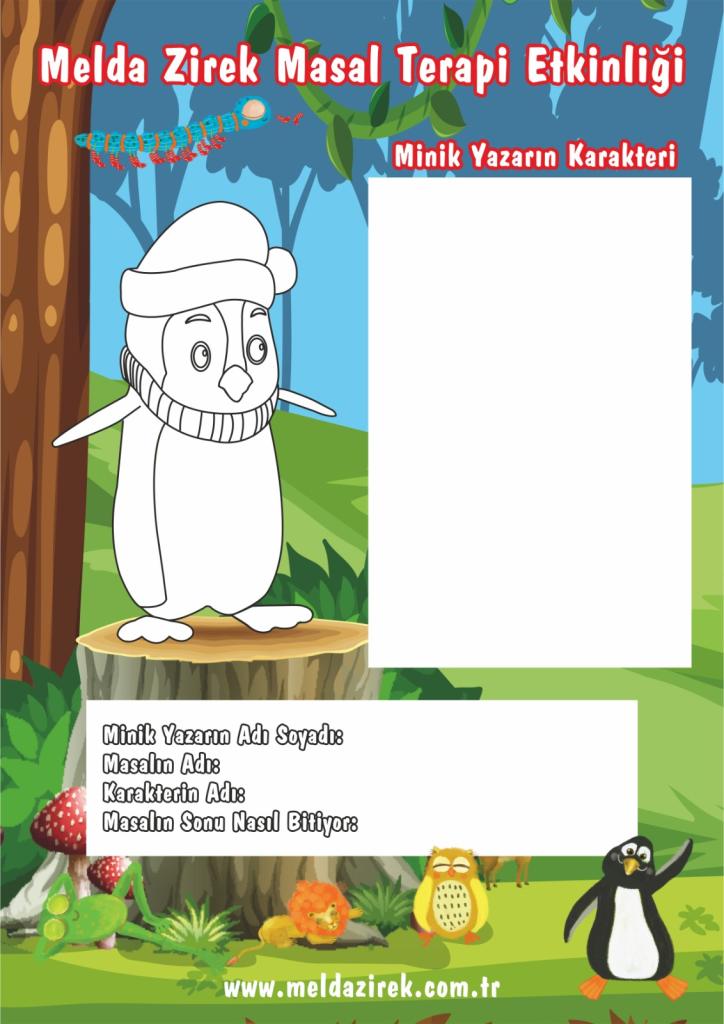 Melda Zirek Masal Terapi Etkinliği
Minik Yazarın Karakteri
Minik Yazarın Adı Soyadı:
Masalın Adı:
Karakterin Adı:
Masalın Sonu Nasıl Bitiyor:
www.meldazirek.com.tr